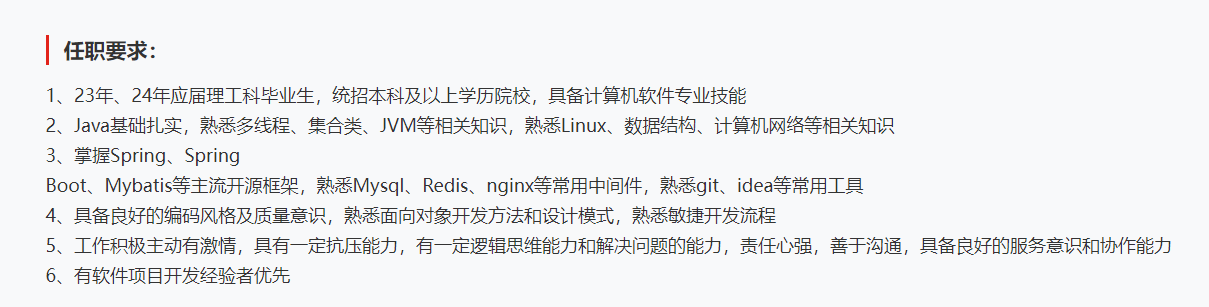 任职要求：
1、23年、24年应届理工科毕业生，统招本科及以上学历院校，具备计算机软件专业技能
2、Java基础扎实，熟悉多线程、集合类、JVM等相关知识，熟悉Linux、数据结构、计算机网络等相关知识
3、掌握Spring、Spring
Boot、Mybatis等主流开源框架，熟悉Mysql、Redis、nginx等常用中间件，熟悉git、idea等常用工具
4、具备良好的编码风格及质量意识，熟悉面向对象开发方法和设计模式，熟悉敏捷开发流程
5、工作积极主动有激情，具有一定抗压能力，有一定逻辑思维能力和解决问题的能力，责任心强，善于沟通，具备良好的服务意识和协作能力
6、有软件项目开发经验者优先